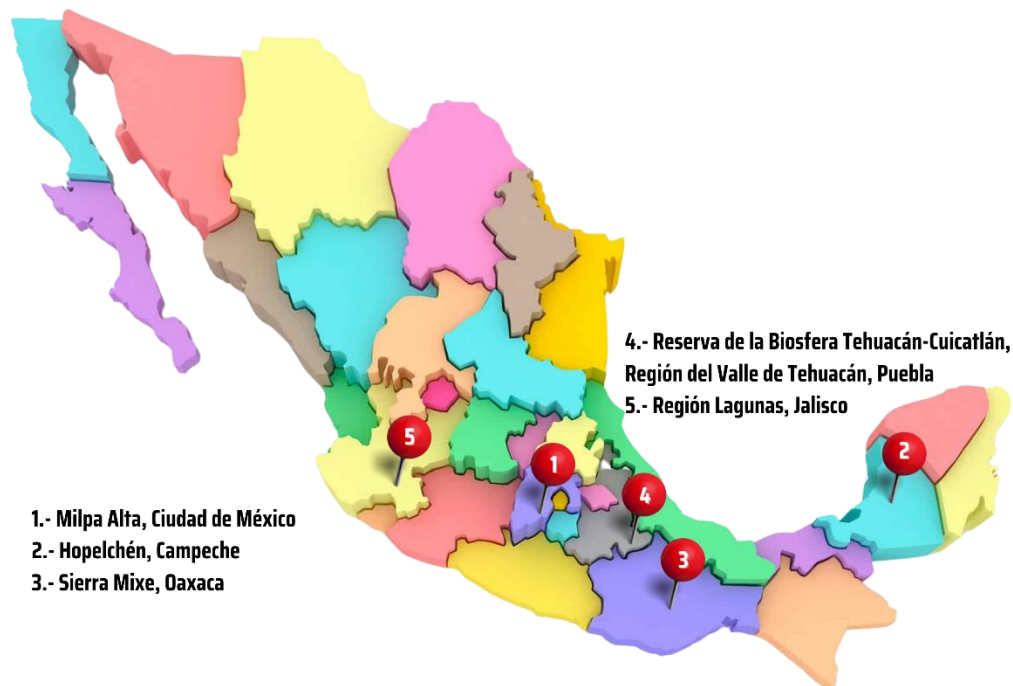 4.- Reserva de la Biosfera Tehuacán-Cuicatlán,
Región del Valle de Tehuacán, Puebla
5.- Región Lagunas, Jalisco
5
1
2
4
3
1.- Milpa Alta, Ciudad de México
2.- Hopelchén, Campeche
3.- Sierra Mixe, Oaxaca